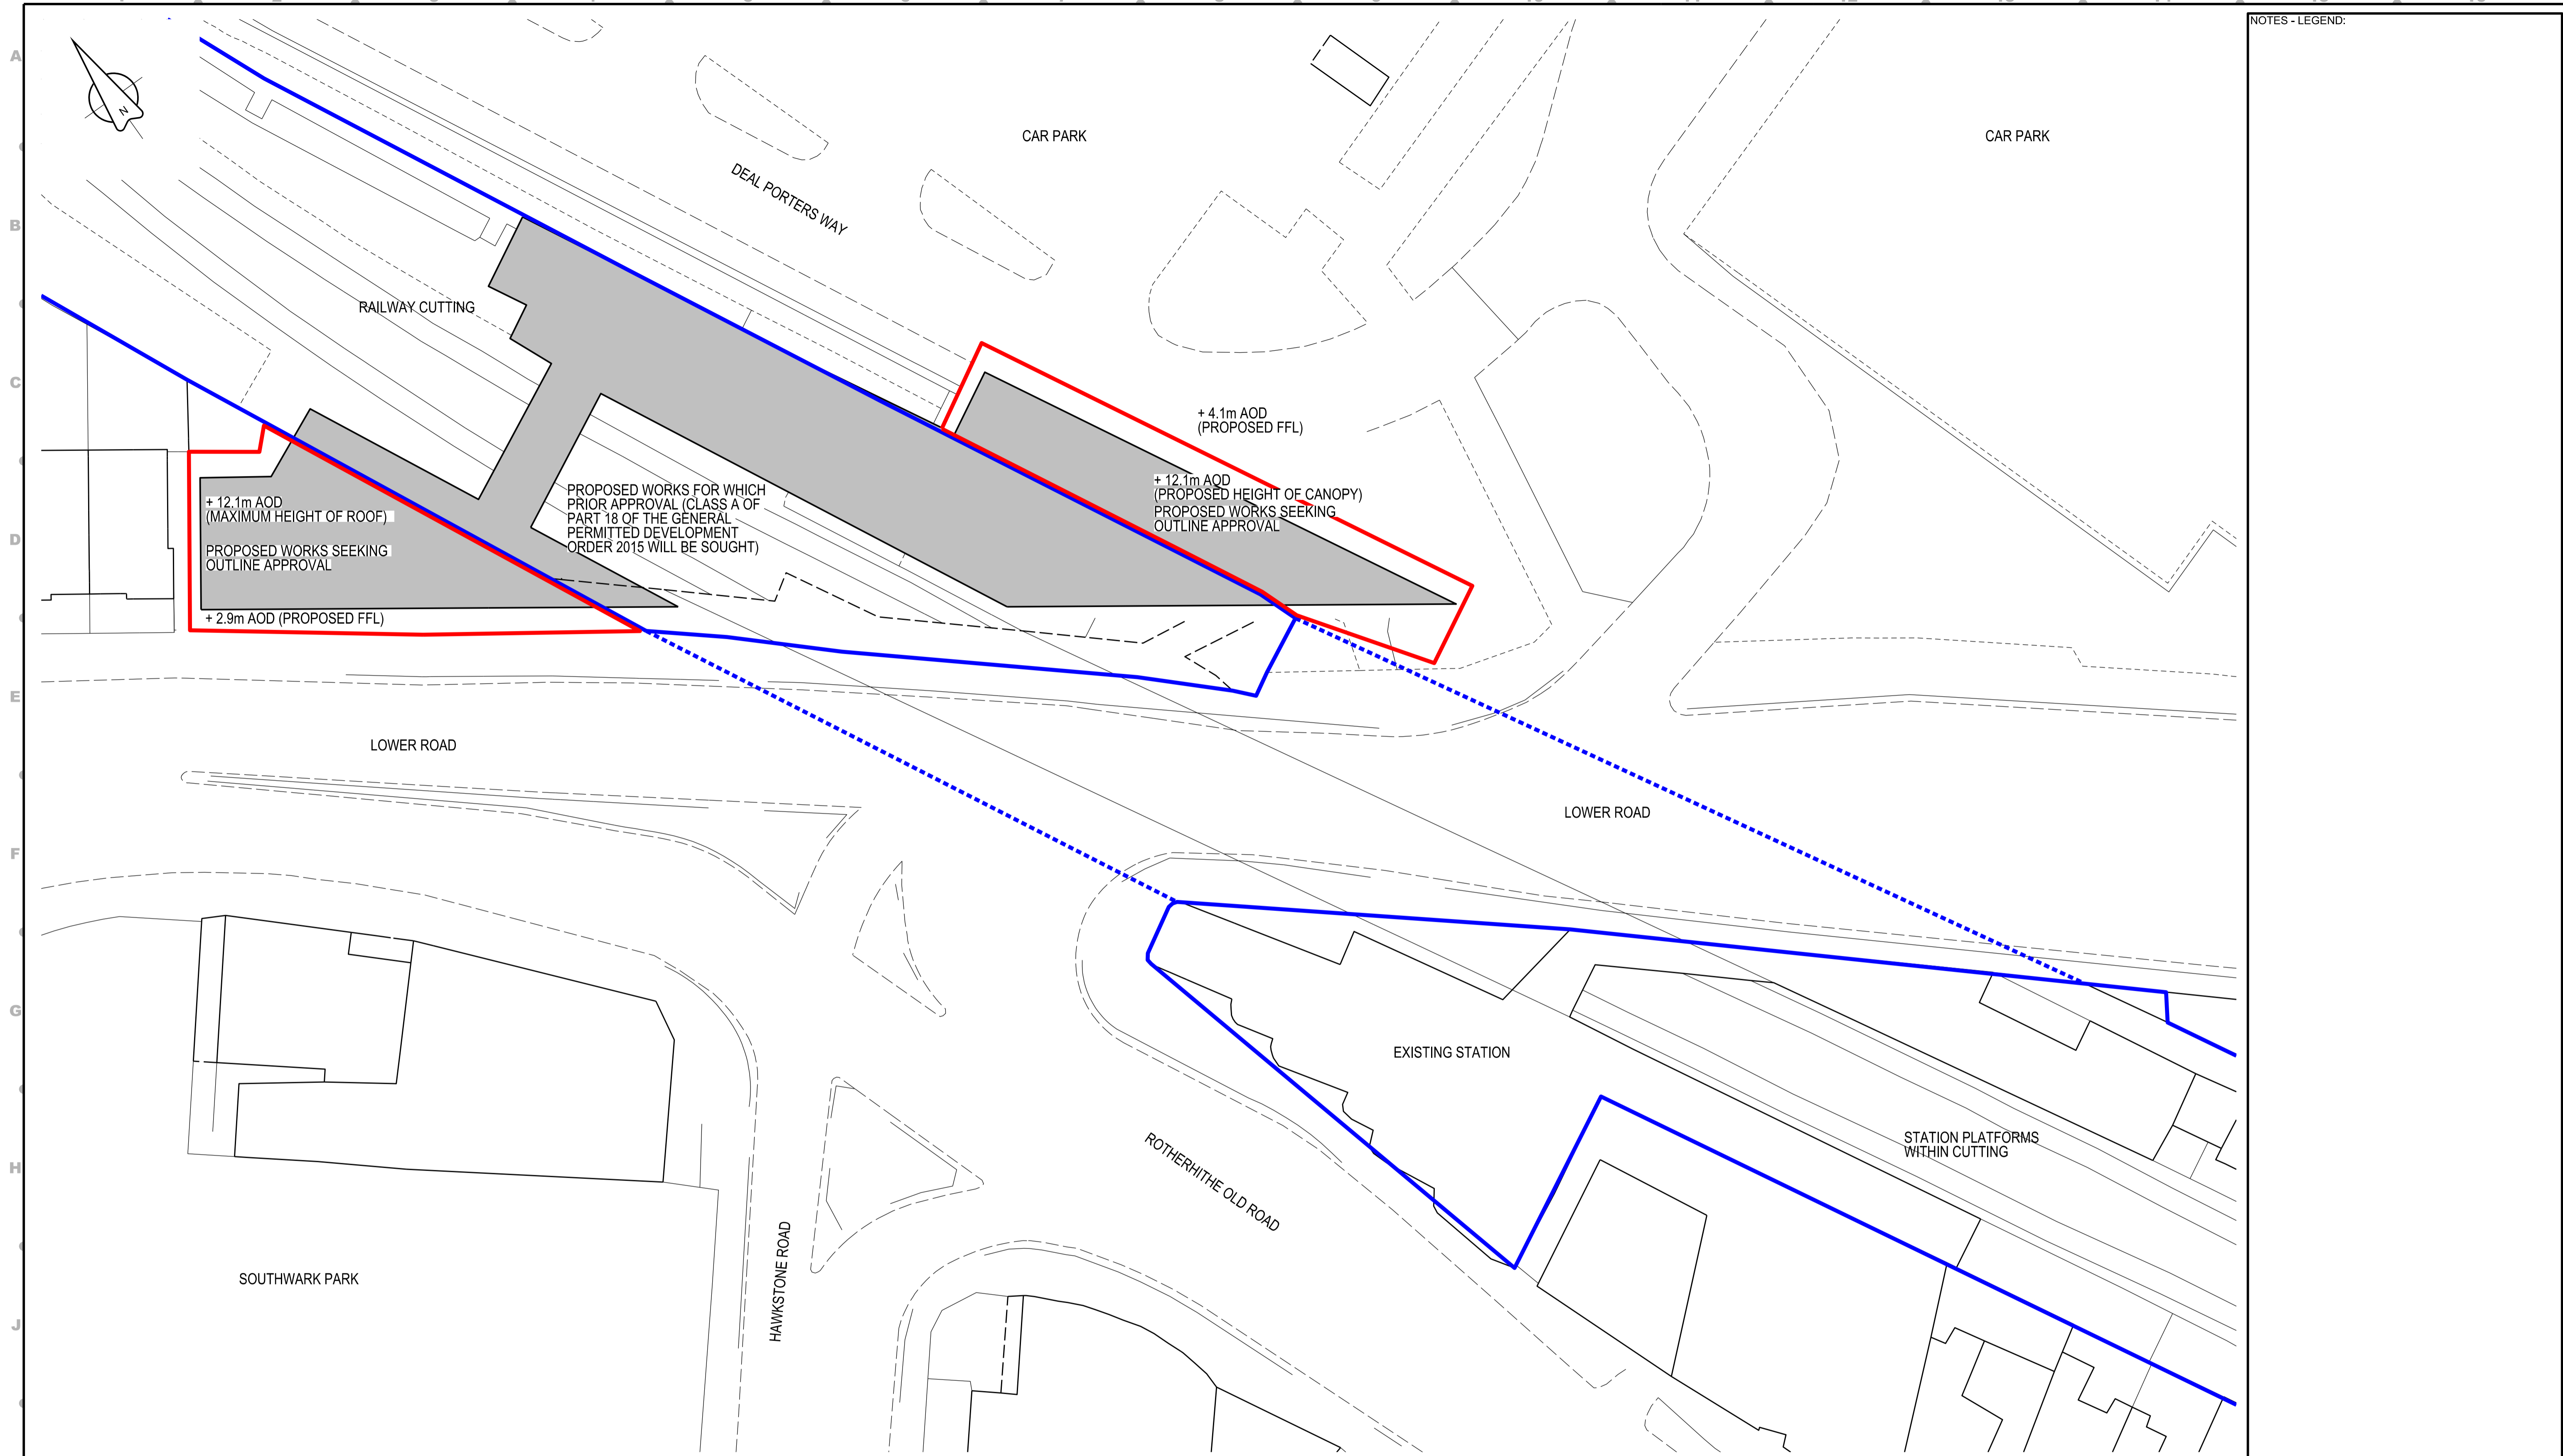 NOTES - LEGEND:
A
N
CAR PARK
CAR PARK
DEAL PORTERS WAY
B
RAILWAY CUTTING
C
+ 4.1m AOD
(PROPOSED FFL)
+ 12.1m AOD
(PROPOSED HEIGHT OF CANOPY)
PROPOSED WORKS SEEKING
OUTLINE APPROVAL
PROPOSED WORKS FOR WHICH
PRIOR APPROVAL (CLASS A OF
PART 18 OF THE GENERAL
PERMITTED DEVELOPMENT
ORDER 2015 WILL BE SOUGHT)
+ 12.1m AOD
(MAXIMUM HEIGHT OF ROOF)
PROPOSED WORKS SEEKING
OUTLINE APPROVAL
D
+ 2.9m AOD (PROPOSED FFL)
E
LOWER ROAD
LOWER ROAD
F
G
EXISTING STATION
STATION PLATFORMS
WITHIN CUTTING
H
ROTHERHITHE OLD ROAD
HAWKSTONE ROAD
SOUTHWARK PARK
J